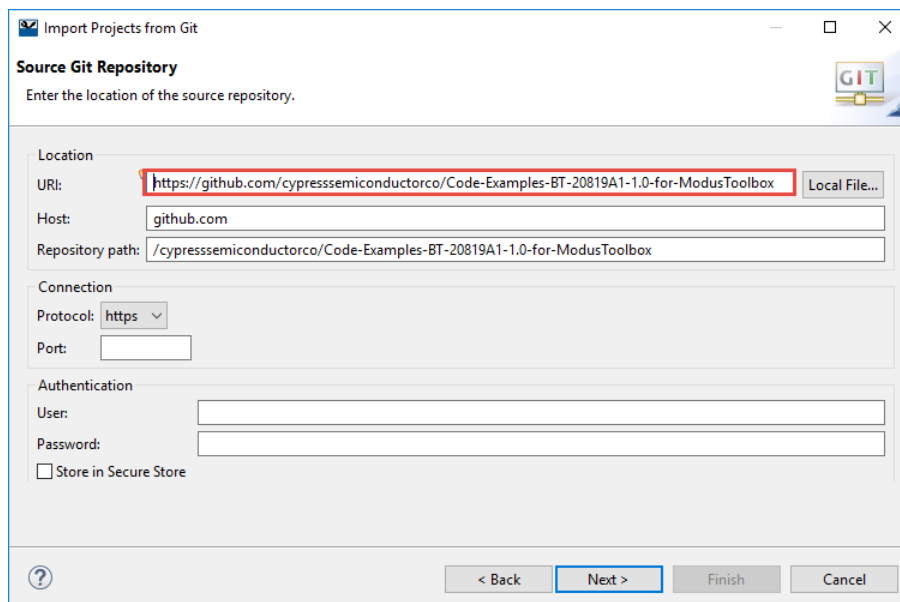 Import Projects from Git
Source Git Repository
Enter the location of the source repository.
GIT
Location
URI: https://github.com/cypresssemiconductorco/Code-Examples-BT-20819A1-1.0-for-ModusToolbox Local File...
Host: github.com
Repository path: /cypresssemiconductorco/Code-Examples-BT-20819A1-1.0-for-ModusToolbox
Connection
Protocol: https
Port:
Authentication
User:
Password:
Store in Secure Store
? < Back Next > Finish Cancel